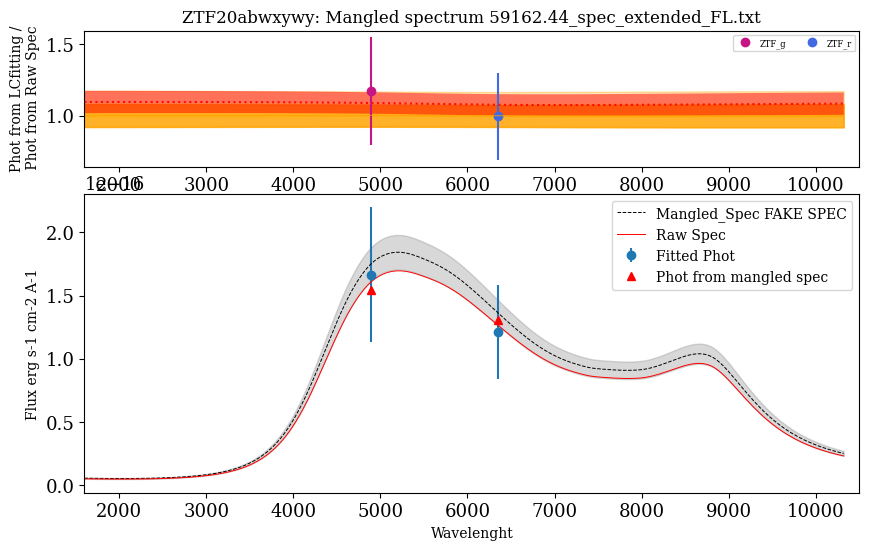 ZTF20abwxywy: Mangled spectrum 59162.44_spec_extended_FL.txt
Phot from LCfitting /
Phot from Raw Spec
1.5
1.0
ZTF_g
ZTF_r
2000 3000 4000 5000 6000 7000 8000 9000 10000
1e−16
Flux erg s-1 cm-2 A-1
2.0
1.5
1.0
0.5
0.0
Mangled_Spec FAKE SPEC
Raw Spec
Fitted Phot
Phot from mangled spec
2000 3000 4000 5000 6000 7000 8000 9000 10000
Wavelenght